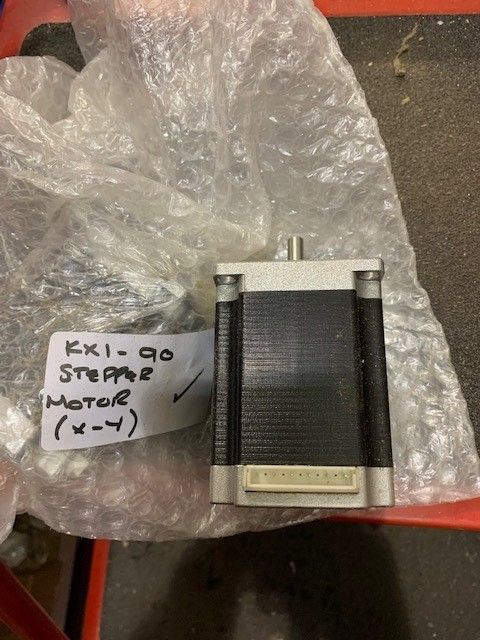 KX1-90
STEPPER
MOTOR
(X-Y)